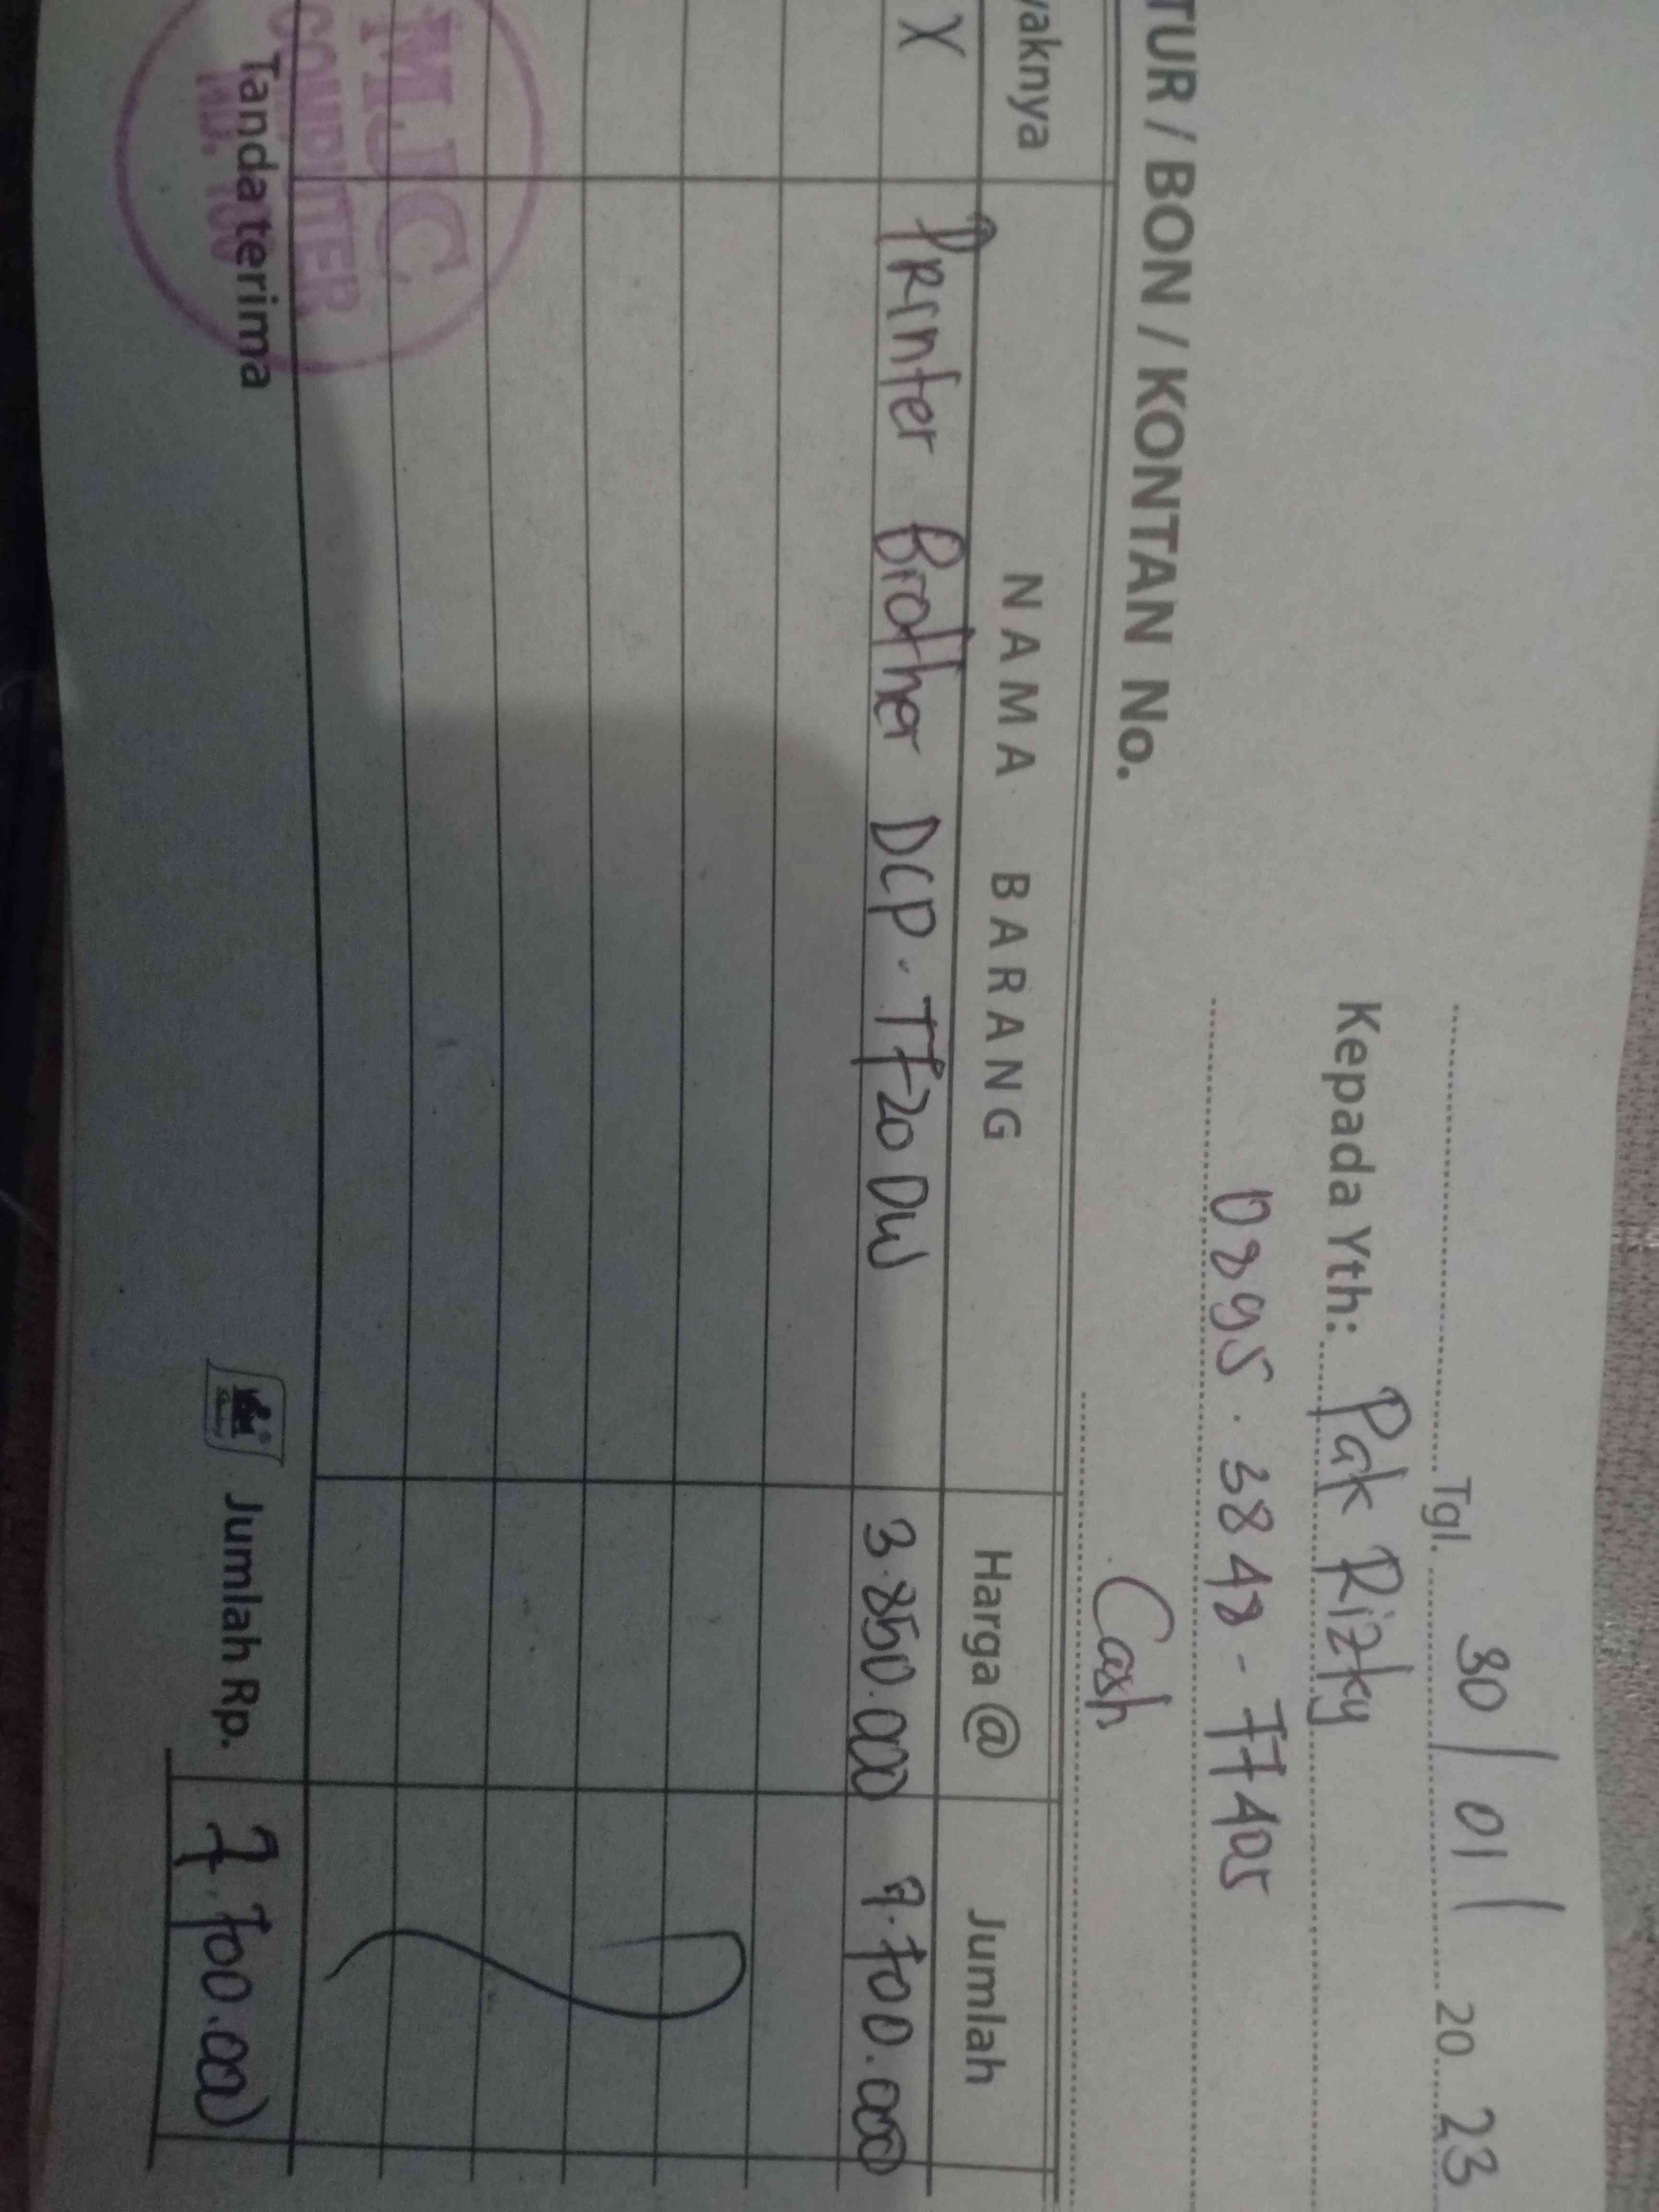 Tgl. 30 / 01 / 20 23
Kepada Yth: Pak Rizky
0895. 3848 - 77405
Cash
TUR / BON / KONTAN No.
yaknya NAMA BARANG Harga @ Jumlah
X Printer Brother DCP. T720 DW 3.850.000 7.700.000
MJC
COMPUTER
Tanda terima Jumlah Rp. 7.700.000